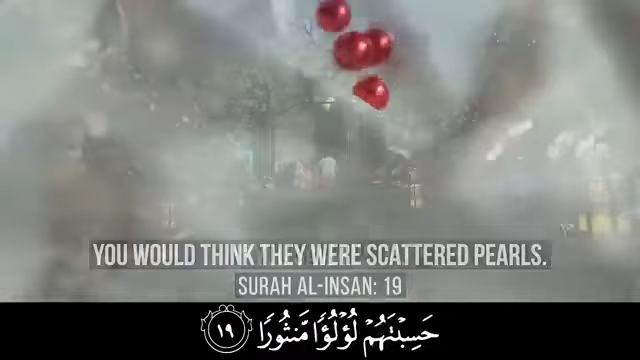 YOU WOULD THINK THEY WERE SCATTERED PEARLS.
SURAH AL-INSAN: 19
حَسِبْتَهُمْ لُؤْلُؤًا مَّنثُورًا ١٩